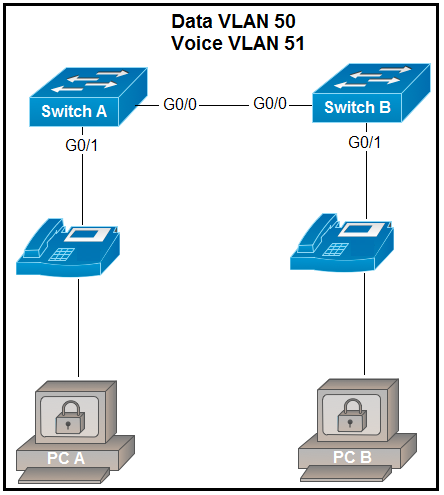 Data VLAN 50
Voice VLAN 51
Switch A
G0/0
G0/0
Switch B
G0/1
G0/1
PC A
PC B